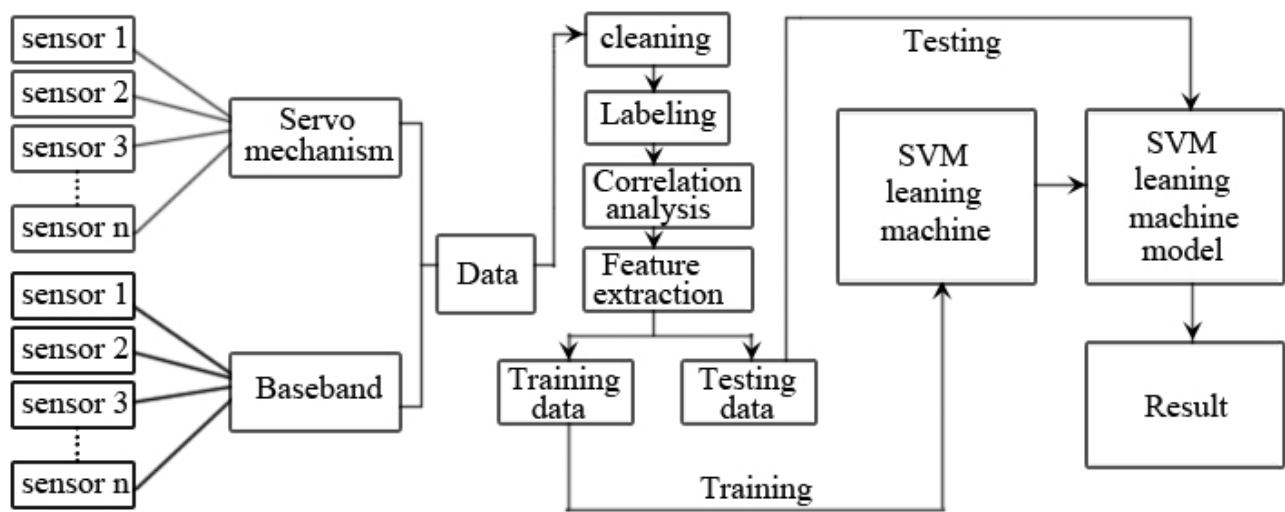 sensor 1
sensor 2
sensor 3
sensor n
Servo
mechanism
sensor 1
sensor 2
sensor 3
sensor n
Baseband
Data
cleaning
Labeling
Correlation
analysis
Feature
extraction
Training
data
Testing
data
Testing
Training
SVM
leaning
machine
SVM
leaning
machine
model
Result